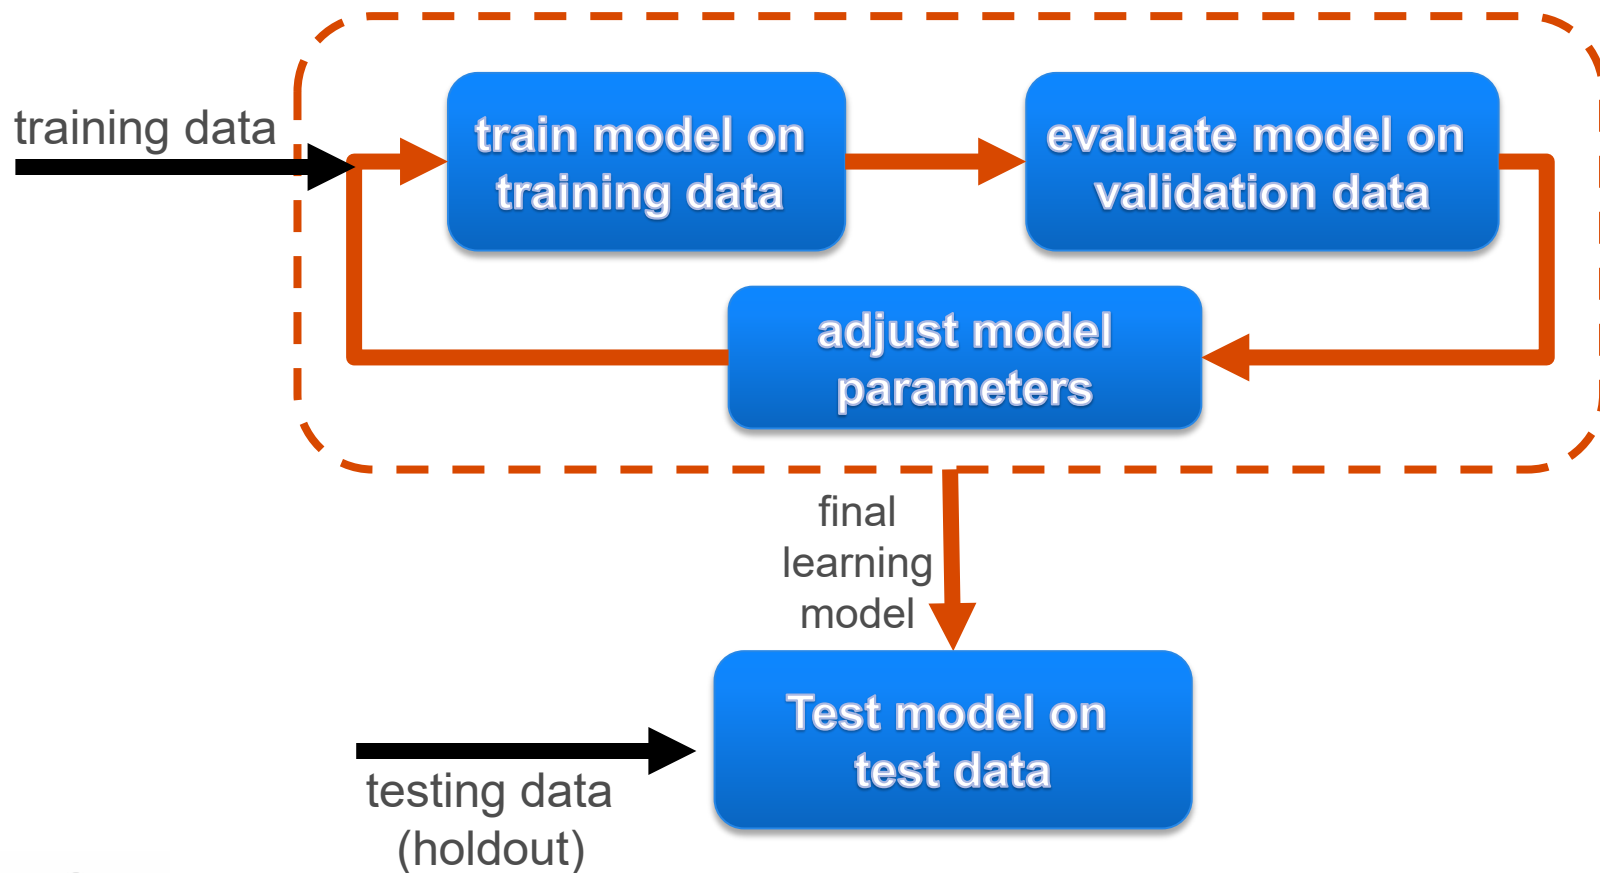 training data
train model on
training data
evaluate model on
validation data
adjust model
parameters
final
learning
model
Test model on
test data
testing data
(holdout)